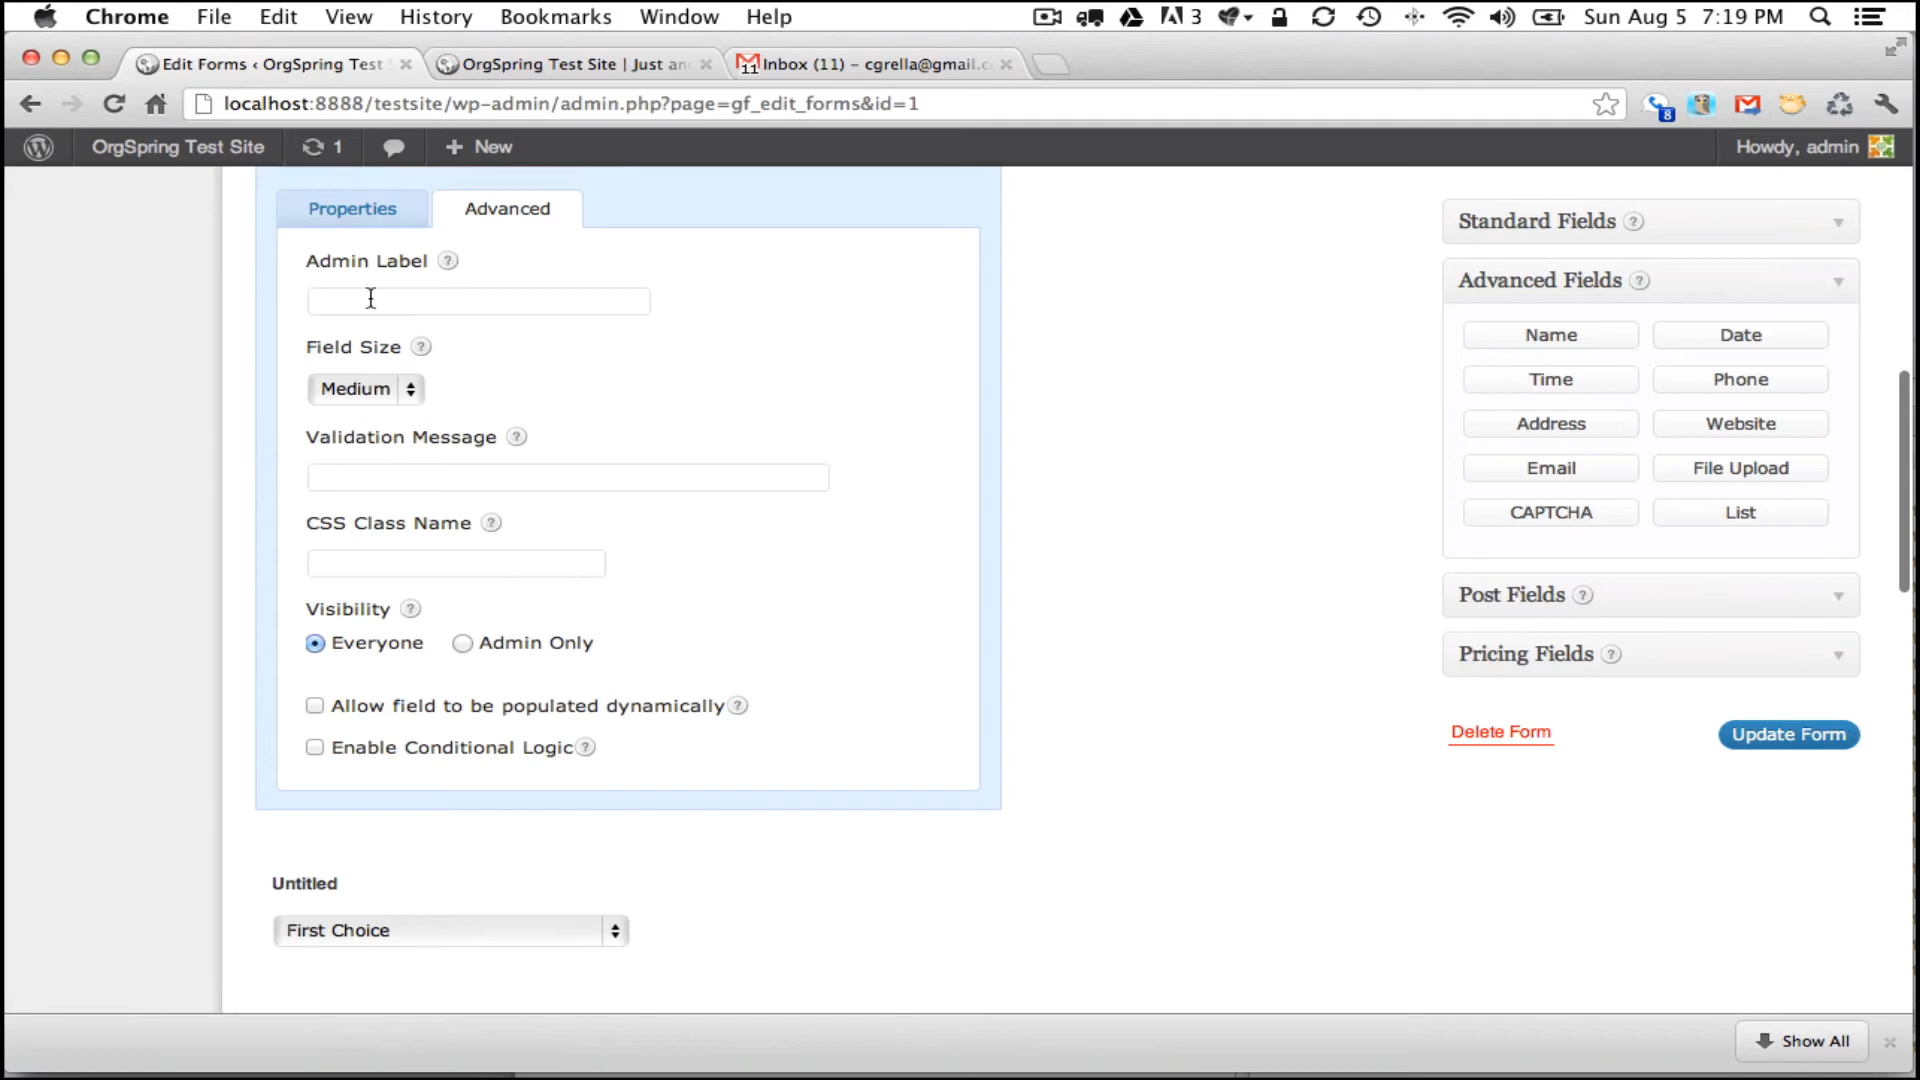 Chrome File Edit View History Bookmarks Window Help 3 Sun Aug 5 7:19 PM
Edit Forms ‹ OrgSpring Test OrgSpring Test Site | Just an 11 Inbox (11) – cgrella@gmail.c
localhost:8888/testsite/wp-admin/admin.php?page=gf_edit_forms&id=1 8
OrgSpring Test Site 1 + New Howdy, admin
Properties Advanced
Admin Label ?
Field Size ?
Medium
Validation Message ?
CSS Class Name ?
Visibility ?
Everyone Admin Only
Allow field to be populated dynamically ?
Enable Conditional Logic ?
Untitled
First Choice
Standard Fields ?
Advanced Fields ?
Name Date
Time Phone
Address Website
Email File Upload
CAPTCHA List
Post Fields ?
Pricing Fields ?
Delete Form Update Form
Show All